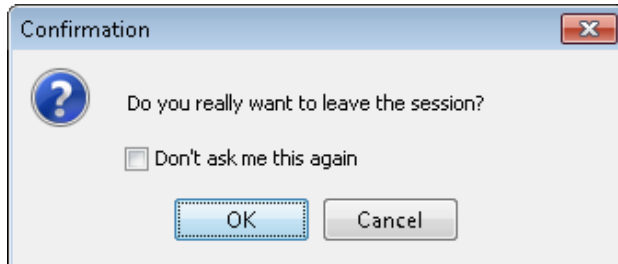 Confirmation
Do you really want to leave the session?
Don't ask me this again
OK
Cancel